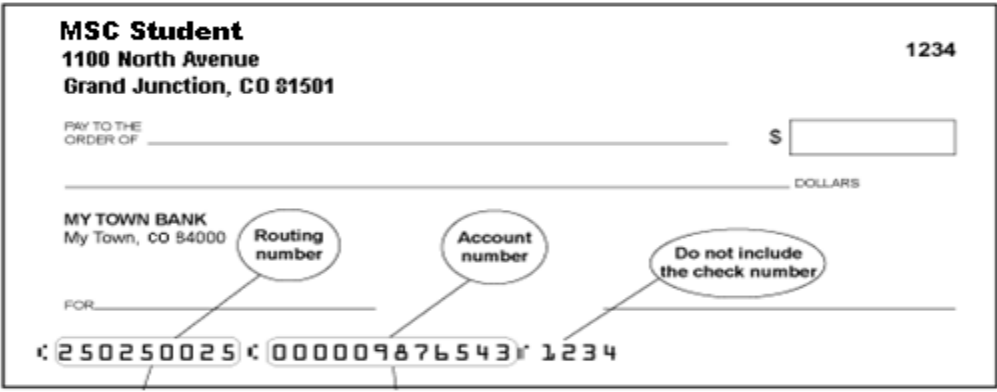 MSC Student
1100 North Avenue
1234
Grand Junction, CO 81501
PAY TO THE
ORDER OF
$
DOLLARS
MY TOWN BANK
My Town, CO 84000
Routing
number
Account
number
Do not include
the check number
FOR
250250025 000009876543 1234